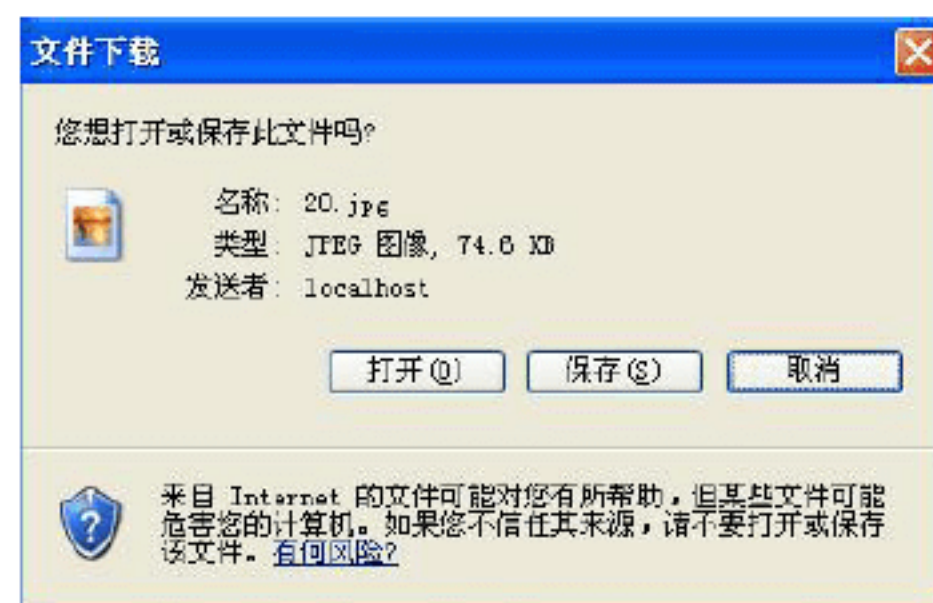 文件下载
您想打开或保存此文件吗?
名称: 20.jpg
类型: JPEG 图像, 74.6 KB
发送者: localhost
打开(O) 保存(S) 取消
来自 Internet 的文件可能对您有所帮助，但某些文件可能
危害您的计算机。如果您不信任其来源，请不要打开或保存
该文件。有何风险?